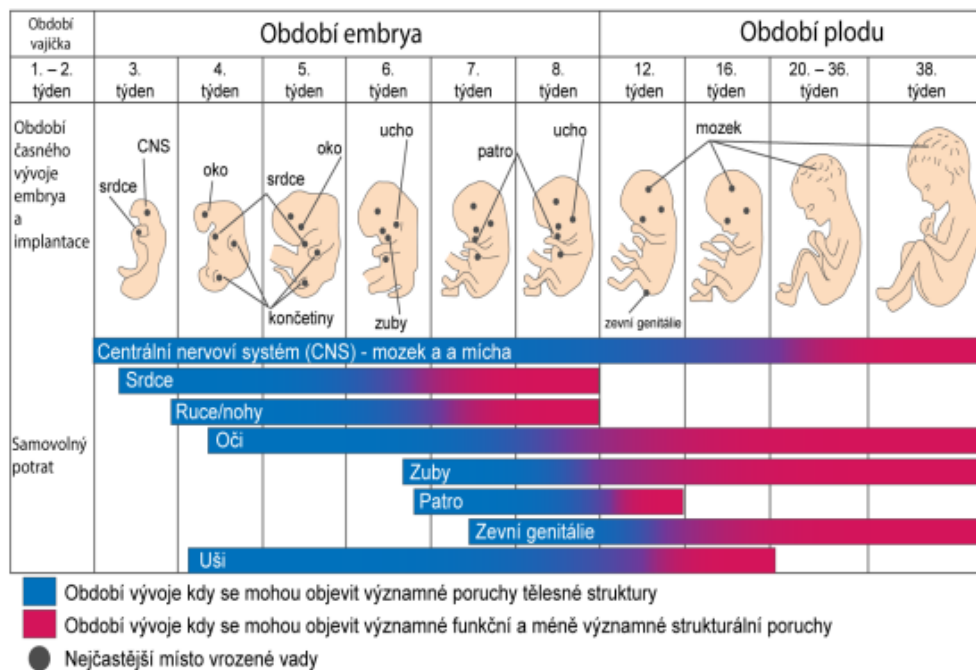 Období
vajíčka
Období embrya
Období plodu
1. – 2.
týden
3.
týden
4.
týden
5.
týden
6.
týden
7.
týden
8.
týden
12.
týden
16.
týden
20. – 36.
týden
38.
týden
Období
časného
vývoje
embrya
a
implantace
CNS
srdce
oko
srdce
oko
končetiny
ucho
zuby
patro
ucho
mozek
zevní genitálie
Centrální nervoví systém (CNS) - mozek a a mícha
Srdce
Ruce/nohy
Oči
Samovolný
potrat
Zuby
Patro
Zevní genitálie
Uši
Období vývoje kdy se mohou objevit významné poruchy tělesné struktury
Období vývoje kdy se mohou objevit významné funkční a méně významné strukturální poruchy
Nejčastější místo vrozené vady